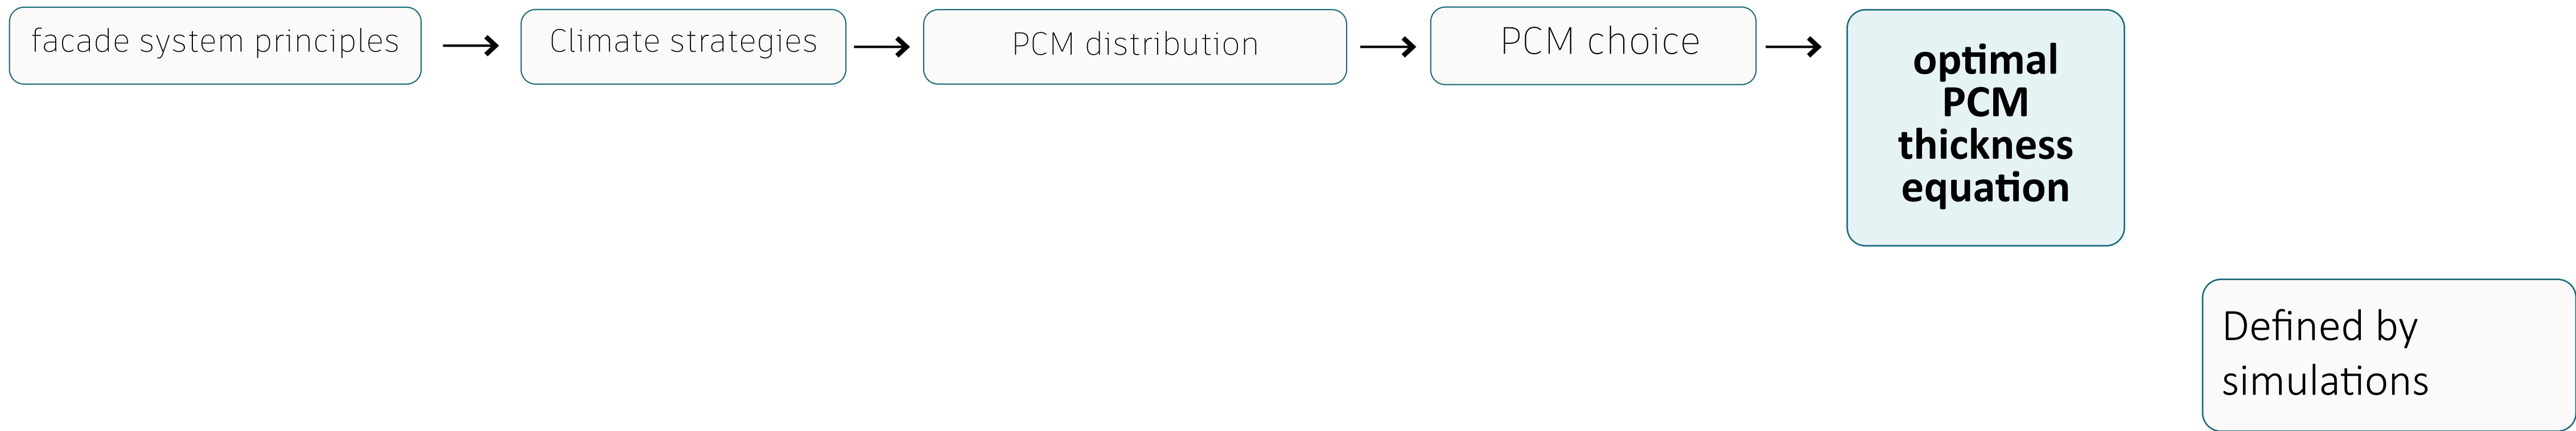 facade system principles
Climate strategies
PCM distribution
PCM choice
optimal
PCM
thickness
equation
Defined by
simulations